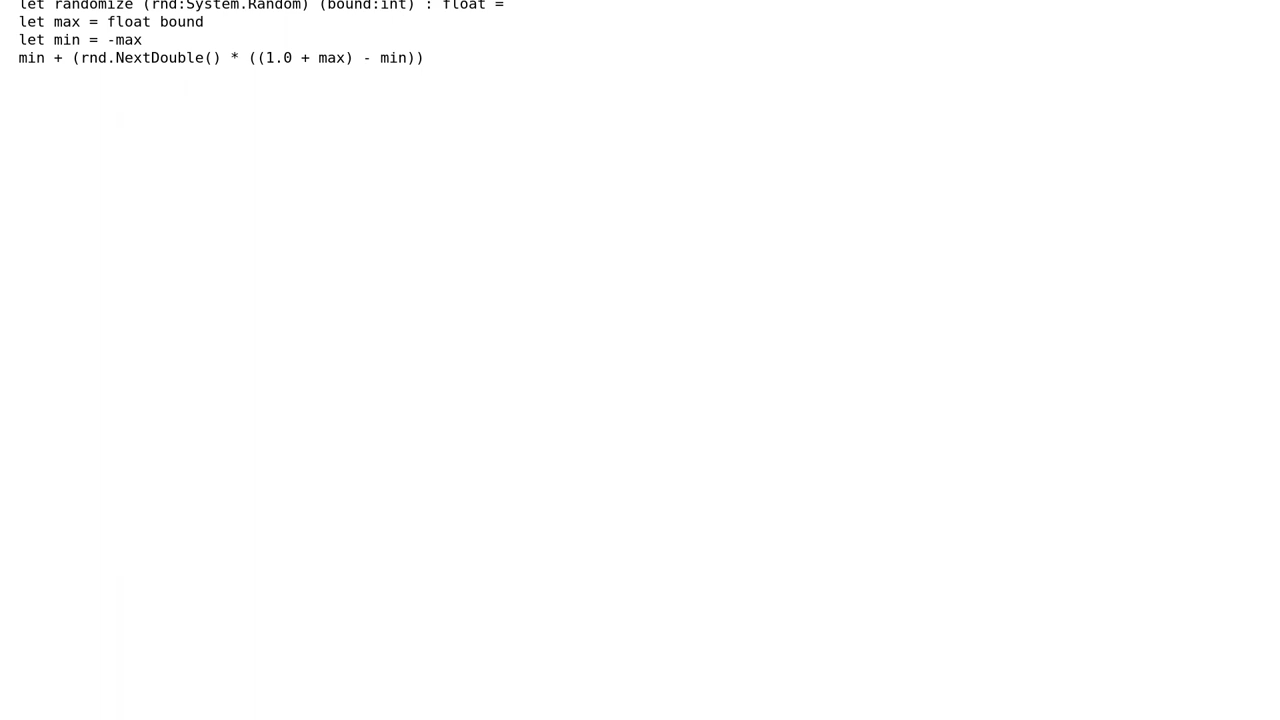 let randomize (rnd:System.Random) (bound:int) : float =
let max = float bound
let min = -max
min + (rnd.NextDouble() * ((1.0 + max) - min))